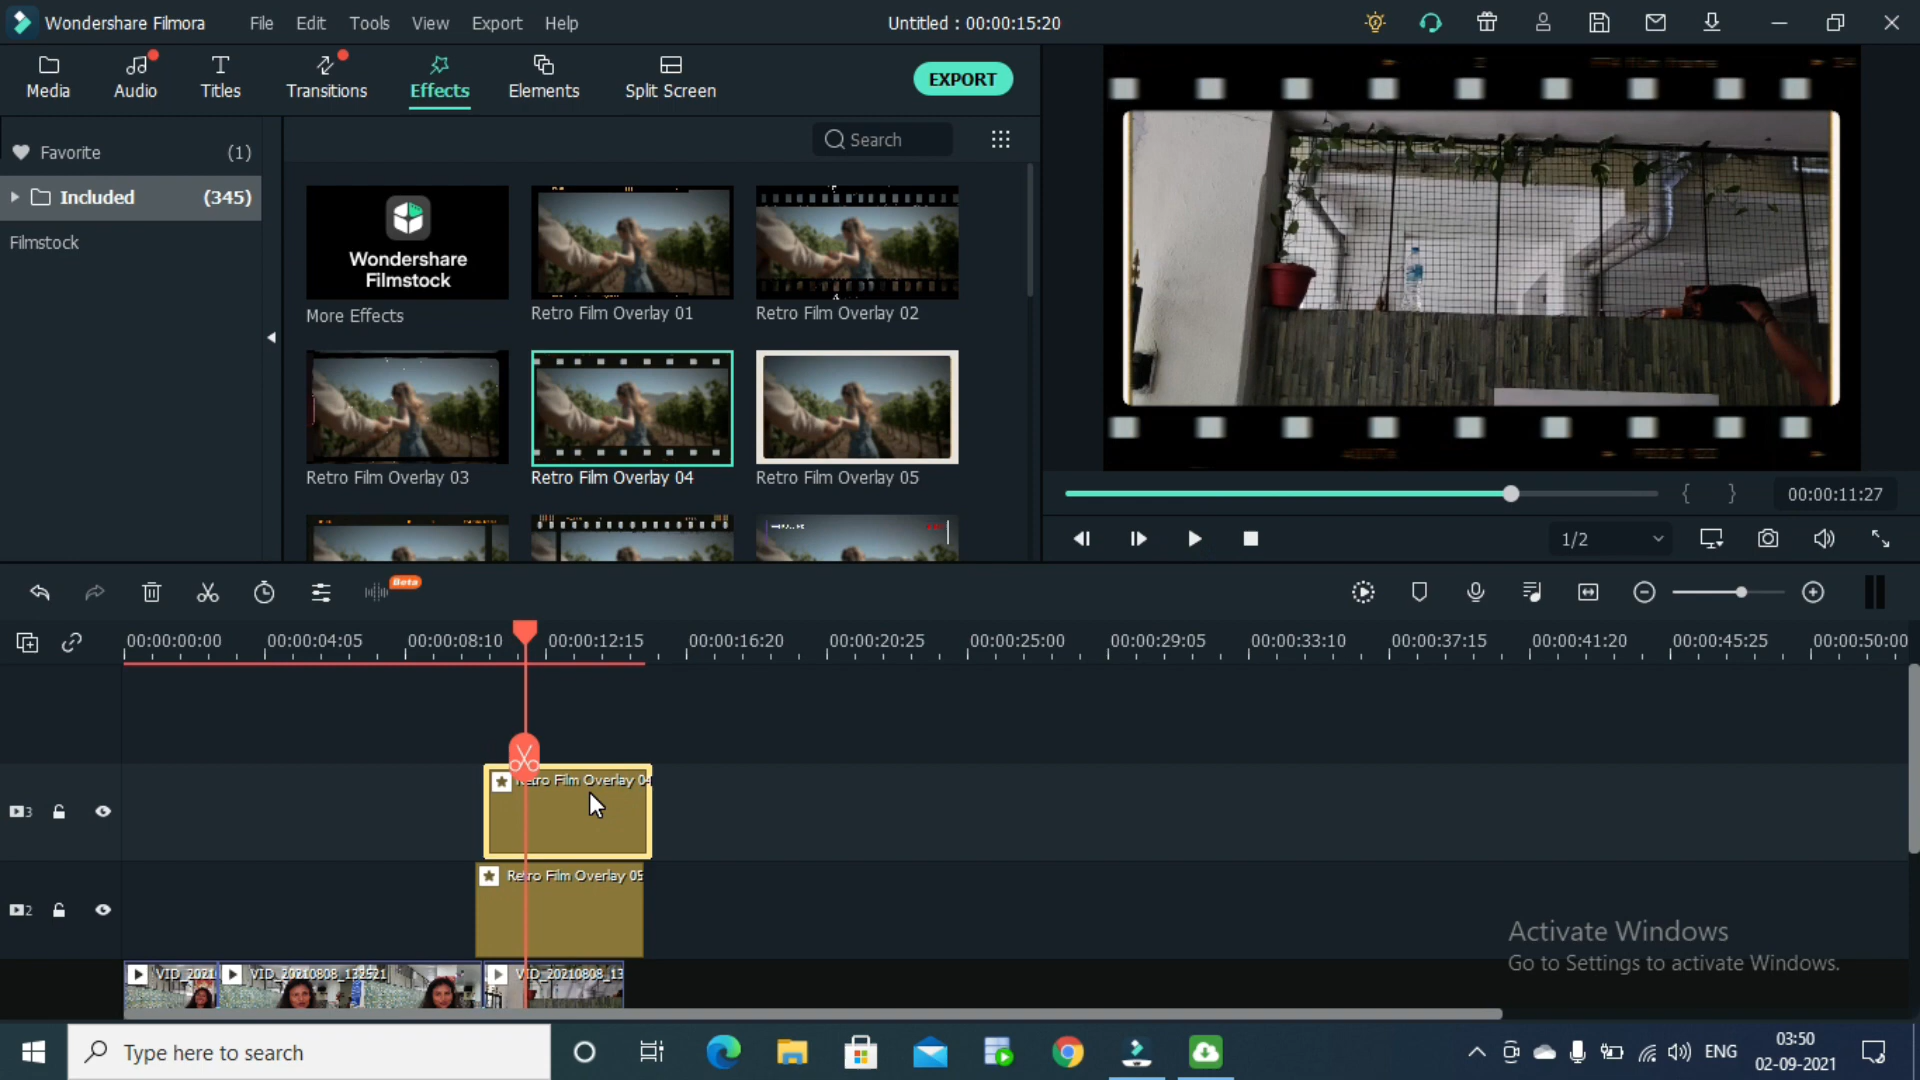 Wondershare Filmora File Edit Tools View Export Help Untitled : 00:00:15:20
Media Audio Titles Transitions Effects Elements Split Screen EXPORT
Favorite (1)
Search
Included (345)
Filmstock
Wondershare
Filmstock
More Effects Retro Film Overlay 01 Retro Film Overlay 02
Retro Film Overlay 03 Retro Film Overlay 04 Retro Film Overlay 05
00:00:11:27
1/2
Beta
00:00:00:00 00:00:04:05 00:00:08:10 00:00:12:15 00:00:16:20 00:00:20:25 00:00:25:00 00:00:29:05 00:00:33:10 00:00:37:15 00:00:41:20 00:00:45:25 00:00:50:00
Retro Film Overlay 04
3
Retro Film Overlay 05
2
VID_2021 VID_20210808_132521 VID_20210808_13
Activate Windows
Go to Settings to activate Windows.
Type here to search
ENG
03:50
02-09-2021